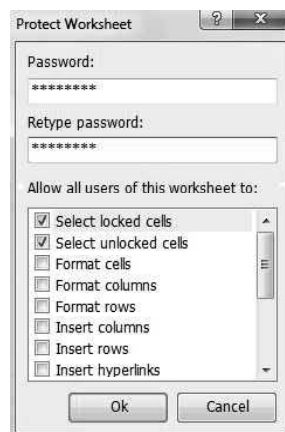 Protect Worksheet
Password:
********
Retype password:
********
Allow all users of this worksheet to:
Select locked cells
Select unlocked cells
Format cells
Format columns
Format rows
Insert columns
Insert rows
Insert hyperlinks
Ok Cancel